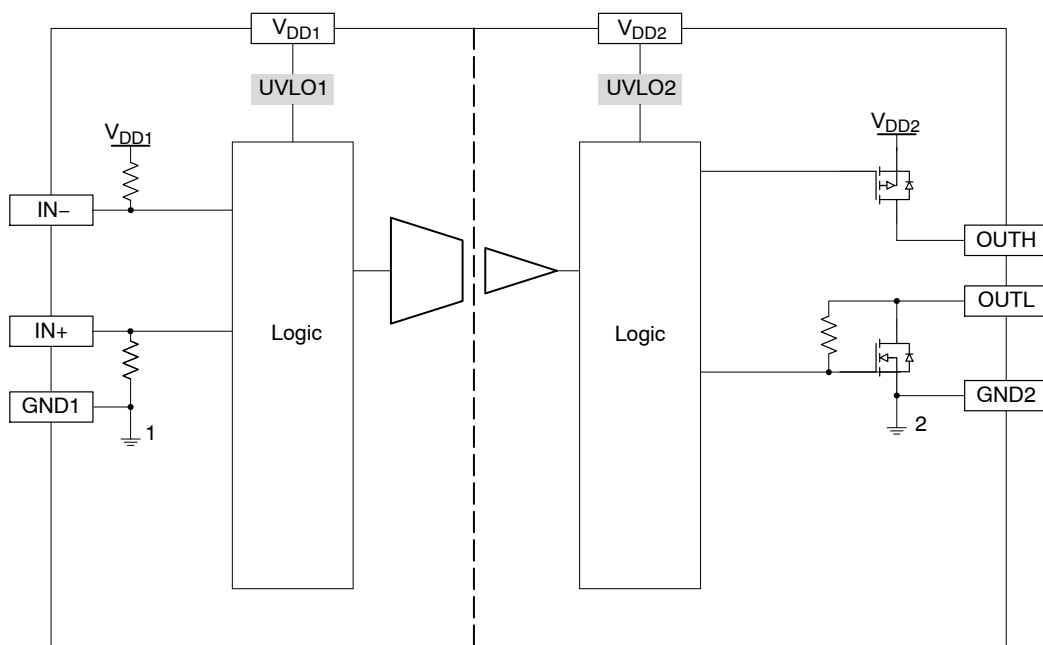 VDD1
VDD2
UVLO1
UVLO2
VDD1
VDD2
IN−
OUTH
OUTL
IN+
Logic
Logic
GND1
GND2
1
2